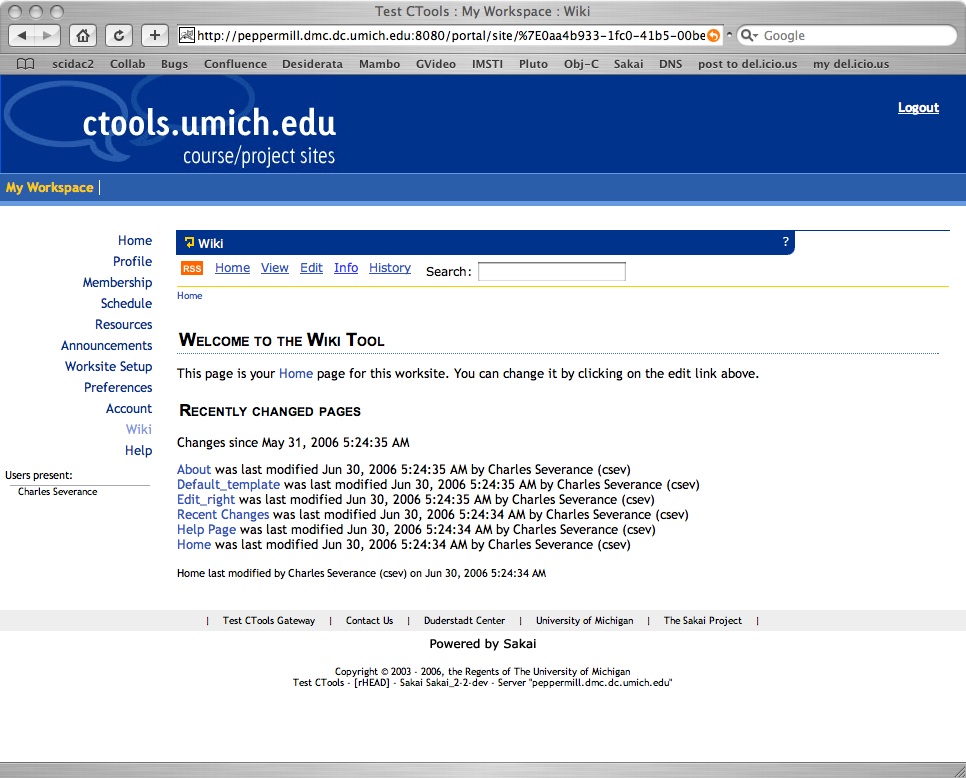 Test CTools : My Workspace : Wiki
http://peppermill.dmc.dc.umich.edu:8080/portal/site/%7E0aa4b933-1fc0-41b5-00be
Google
scidac2 Collab Bugs Confluence Desiderata Mambo GVideo IMSTI Pluto Obj-C Sakai DNS post to del.icio.us my del.icio.us
ctools.umich.edu
course/project sites
Logout
My Workspace |
Home
Profile
Membership
Schedule
Resources
Announcements
Worksite Setup
Preferences
Account
Wiki
Help
Users present:
Charles Severance
Wiki ?
RSS Home View Edit Info History Search:
Home
Welcome to the Wiki Tool
This page is your Home page for this worksite. You can change it by clicking on the edit link above.
Recently changed pages
Changes since May 31, 2006 5:24:35 AM
About was last modified Jun 30, 2006 5:24:35 AM by Charles Severance (csev)
Default_template was last modified Jun 30, 2006 5:24:35 AM by Charles Severance (csev)
Edit_right was last modified Jun 30, 2006 5:24:35 AM by Charles Severance (csev)
Recent Changes was last modified Jun 30, 2006 5:24:34 AM by Charles Severance (csev)
Help Page was last modified Jun 30, 2006 5:24:34 AM by Charles Severance (csev)
Home was last modified Jun 30, 2006 5:24:34 AM by Charles Severance (csev)
Home last modified by Charles Severance (csev) on Jun 30, 2006 5:24:34 AM
| Test CTools Gateway | Contact Us | Duderstadt Center | University of Michigan | The Sakai Project |
Powered by Sakai
Copyright © 2003 - 2006, the Regents of The University of Michigan
Test CTools - [rHEAD] - Sakai Sakai_2-2-dev - Server "peppermill.dmc.dc.umich.edu"